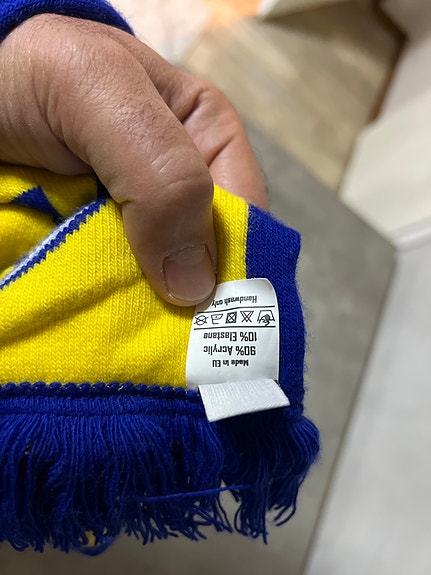 Made in EU
90% Acrylic
10% Elastane
Handwash only